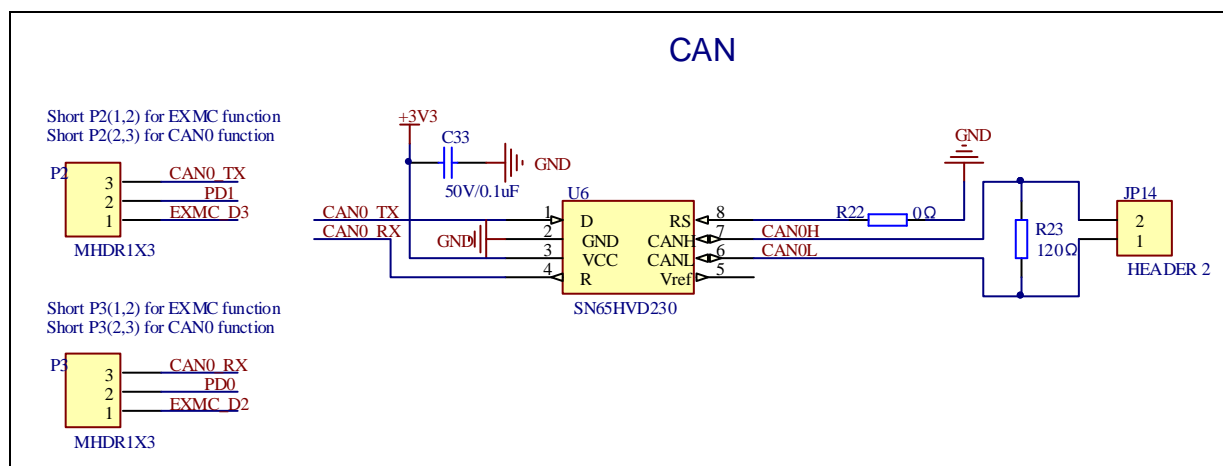 CAN
Short P2(1,2) for EXMC function
Short P2(2,3) for CAN0 function
P2
3 CAN0_TX
2 PD1
1 EXMC_D3
MHDR1X3
Short P3(1,2) for EXMC function
Short P3(2,3) for CAN0 function
P3
3 CAN0_RX
2 PD0
1 EXMC_D2
MHDR1X3
+3V3
C33
GND
50V/0.1uF
U6
CAN0_TX 1 D RS 8 R22 0Ω
GND
CAN0_RX GND 2 GND CANH 7 CAN0H
3 VCC CANL 6 CAN0L
4 R Vref 5
SN65HVD230
R23
120Ω
JP14
2
1
HEADER 2